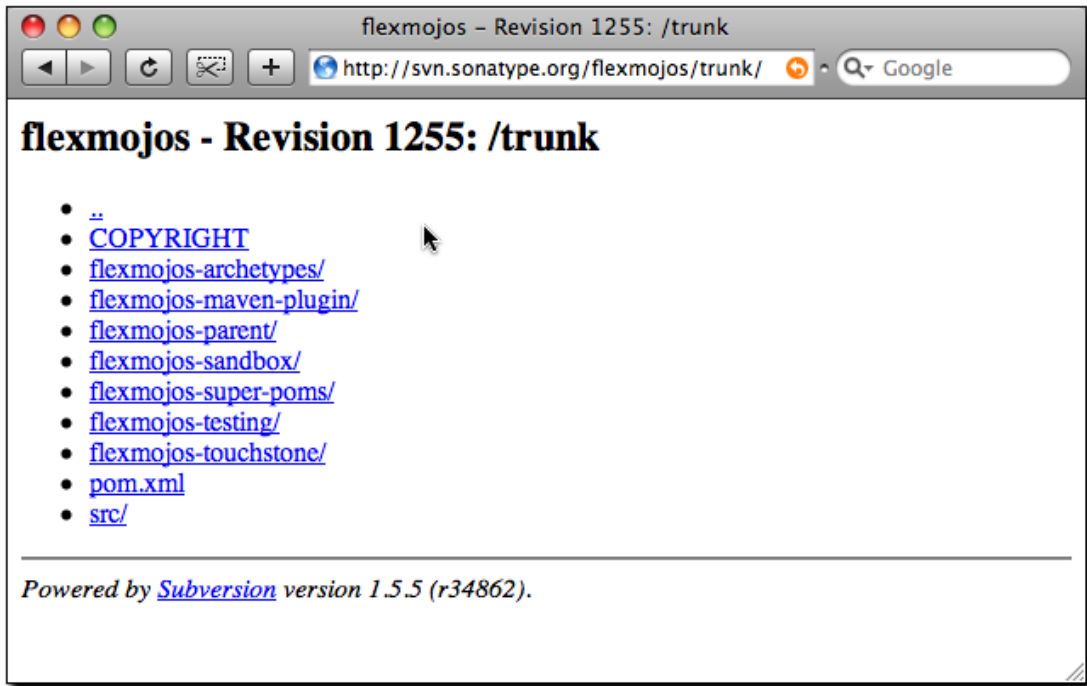 flexmojos – Revision 1255: /trunk
http://svn.sonatype.org/flexmojos/trunk/
Google
flexmojos - Revision 1255: /trunk
..
COPYRIGHT
flexmojos-archetypes/
flexmojos-maven-plugin/
flexmojos-parent/
flexmojos-sandbox/
flexmojos-super-poms/
flexmojos-testing/
flexmojos-touchstone/
pom.xml
src/
Powered by Subversion version 1.5.5 (r34862).